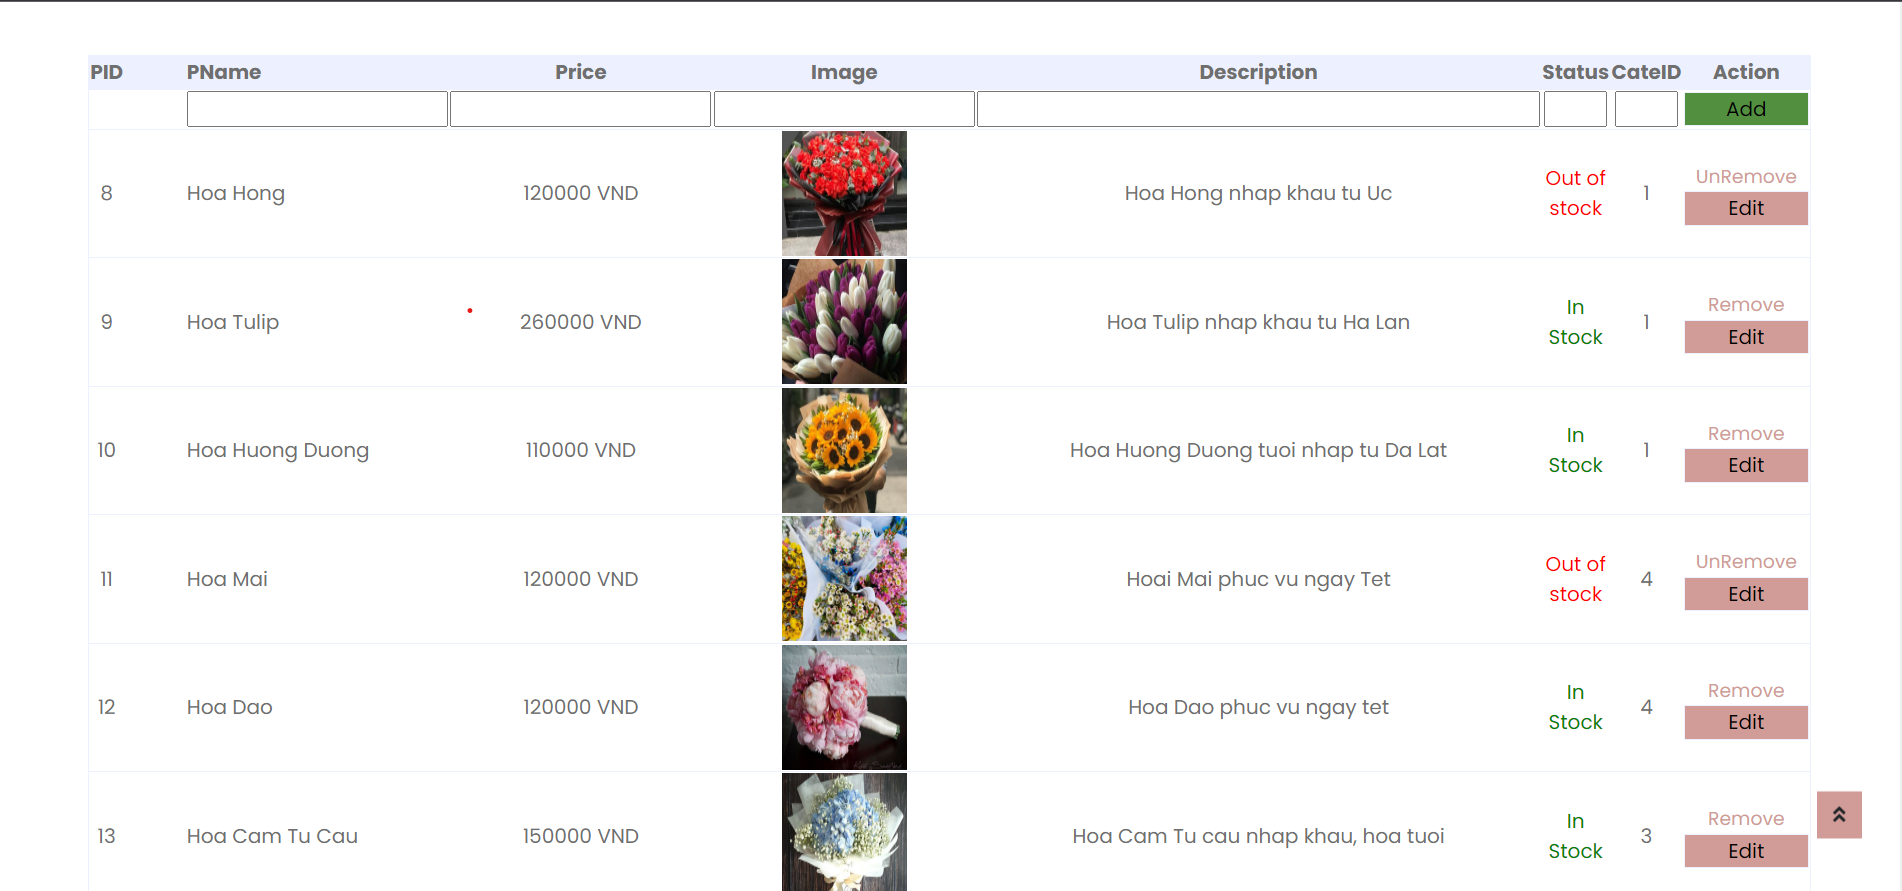 PID PName Price Image Description Status CateID Action
Add
8 Hoa Hong 120000 VND Hoa Hong nhap khau tu Uc Out of stock 1 UnRemove
Edit
9 Hoa Tulip 260000 VND Hoa Tulip nhap khau tu Ha Lan In Stock 1 Remove
Edit
10 Hoa Huong Duong 110000 VND Hoa Huong Duong tuoi nhap tu Da Lat In Stock 1 Remove
Edit
11 Hoa Mai 120000 VND Hoai Mai phuc vu ngay Tet Out of stock 4 UnRemove
Edit
12 Hoa Dao 120000 VND Hoa Dao phuc vu ngay tet In Stock 4 Remove
Edit
13 Hoa Cam Tu Cau 150000 VND Hoa Cam Tu cau nhap khau, hoa tuoi In Stock 3 Remove
Edit